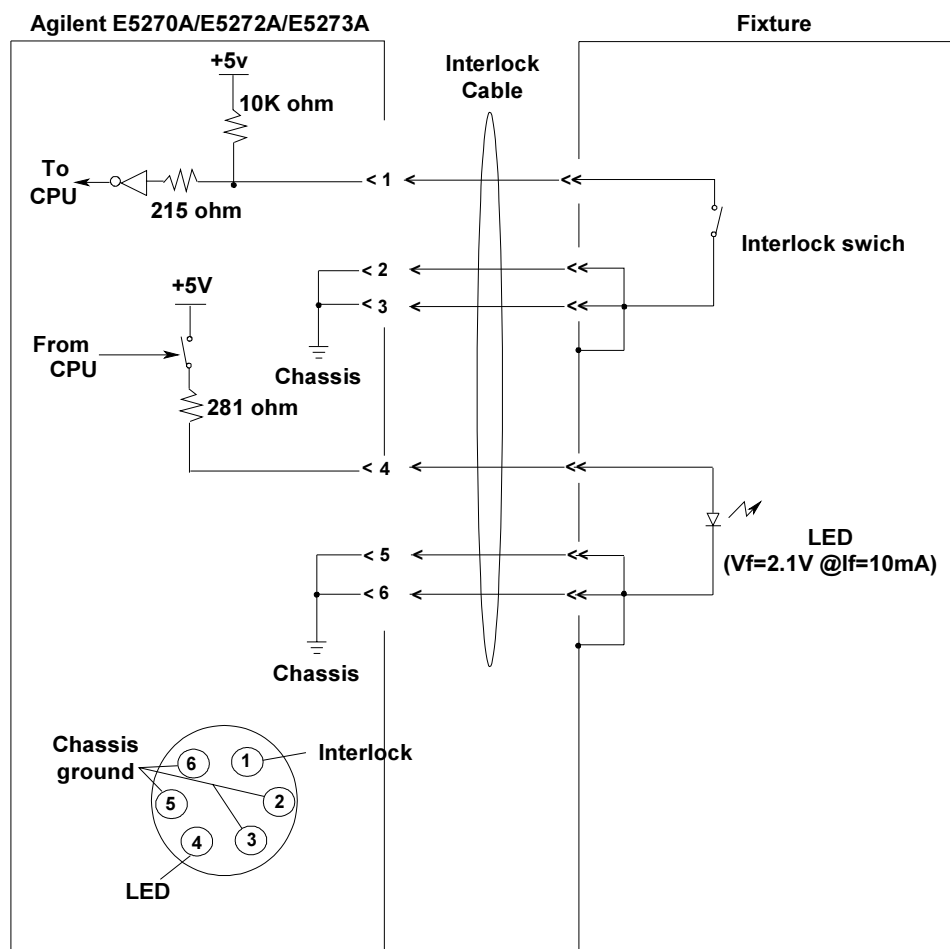 Agilent E5270A/E5272A/E5273A
Fixture
+5v
10K ohm
Interlock
Cable
To
CPU
215 ohm
< 1
Interlock swich
< 2
< 3
+5V
From
CPU
Chassis
281 ohm
< 4
LED
(Vf=2.1V @If=10mA)
< 5
< 6
Chassis
Chassis
ground
Interlock
6
1
5
2
4
3
LED